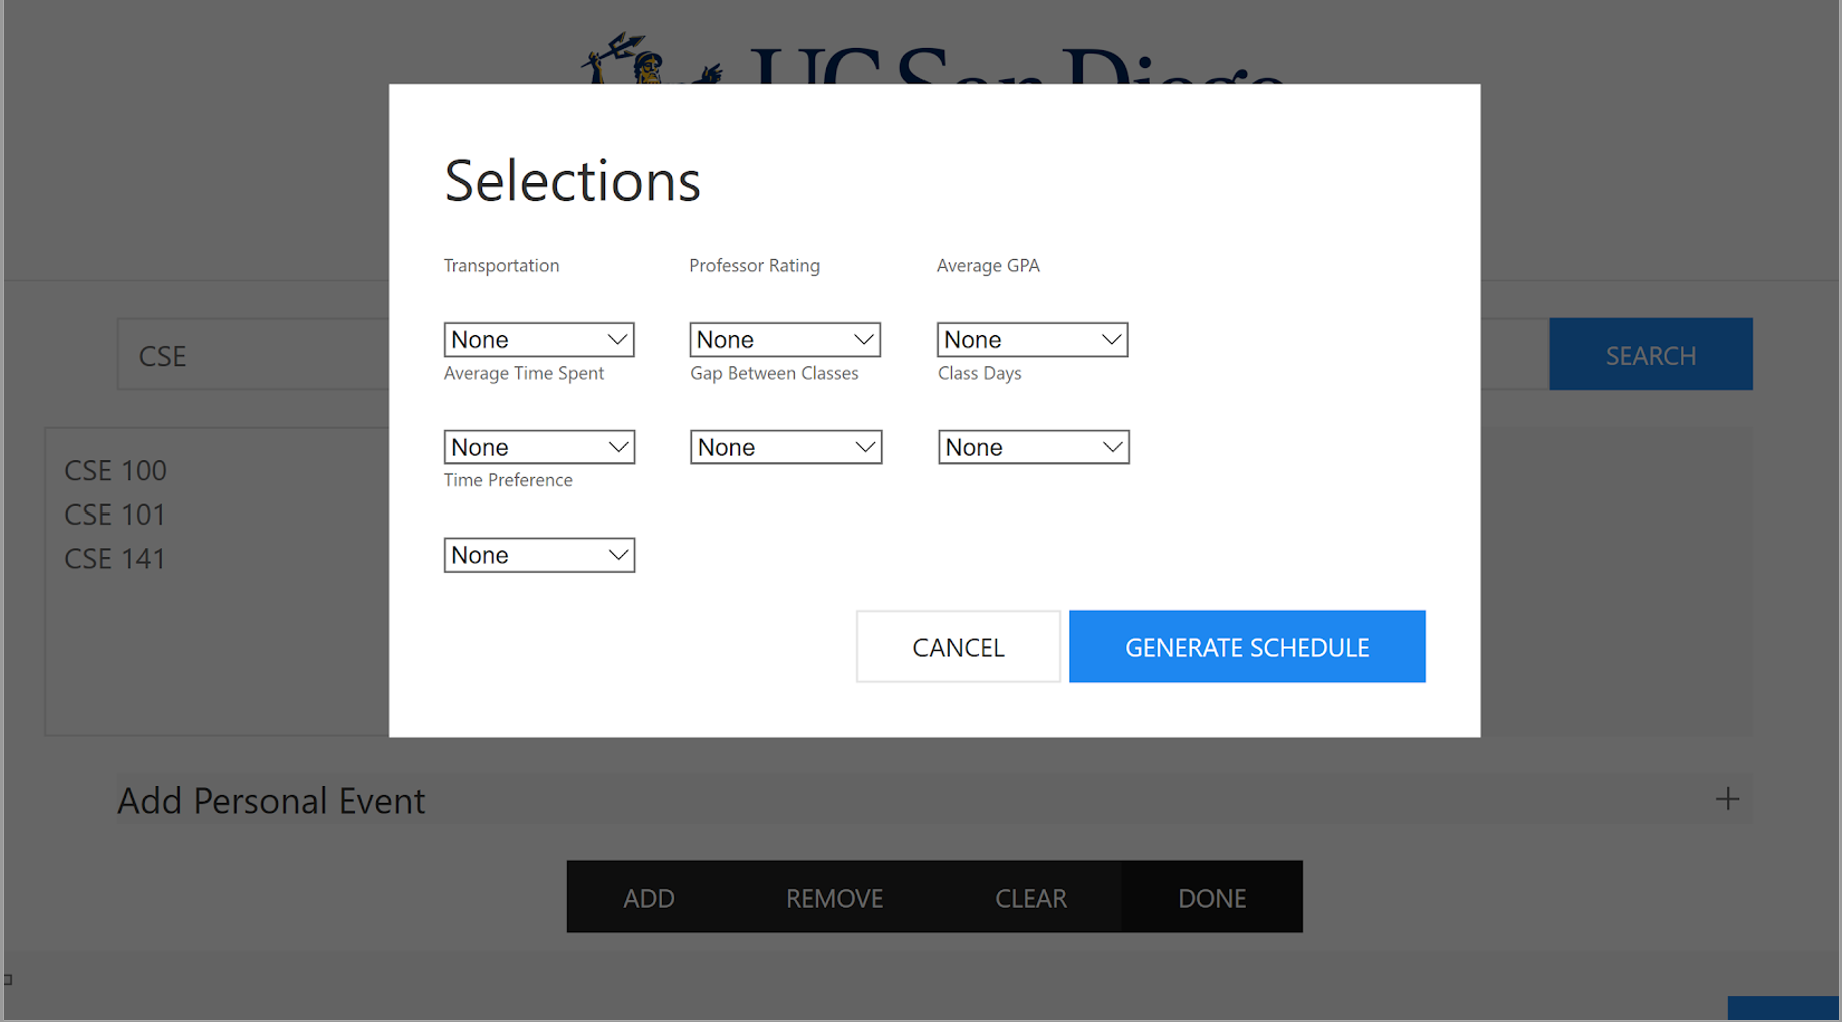 UC San Diego
Selections
Transportation Professor Rating Average GPA
None None None
Average Time Spent Gap Between Classes Class Days
None None None
Time Preference
None
CANCEL GENERATE SCHEDULE
CSE
SEARCH
CSE 100
CSE 101
CSE 141
Add Personal Event
ADD REMOVE CLEAR DONE